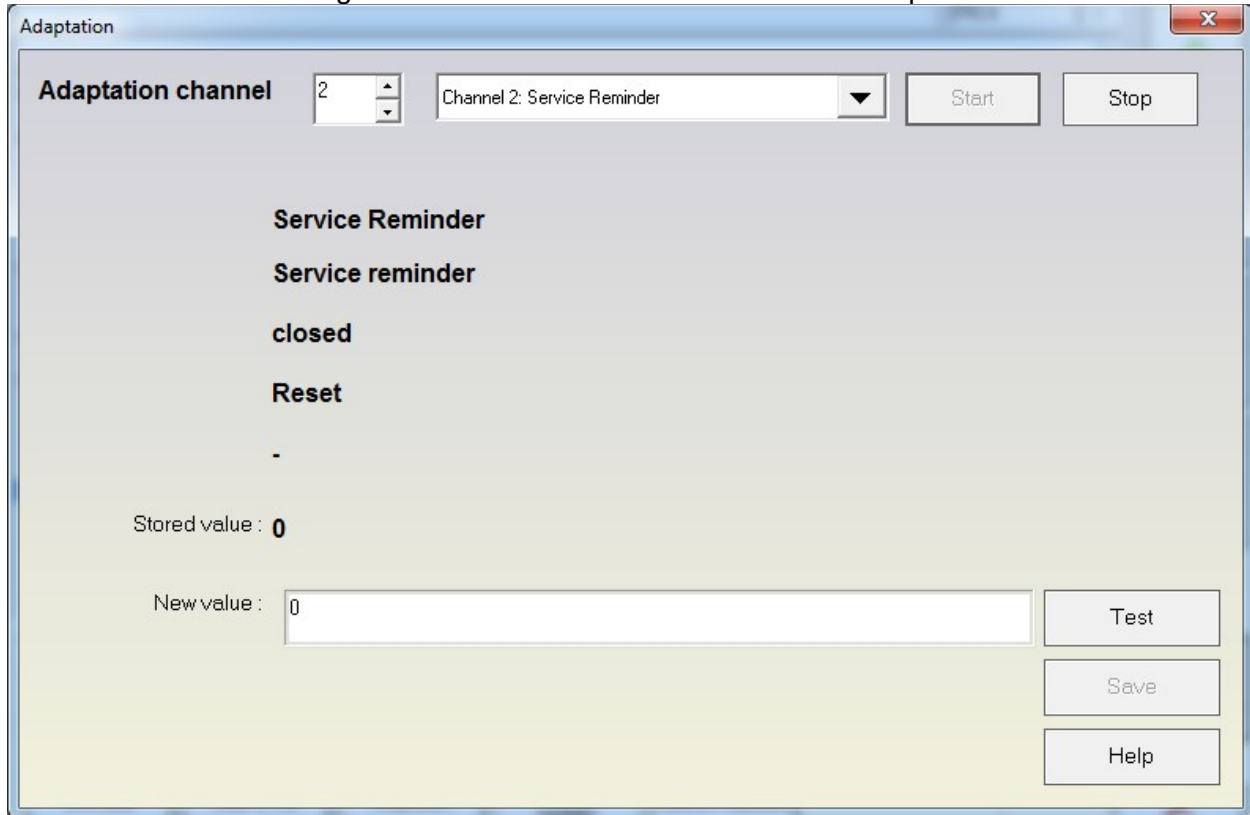 Adaptation
Adaptation channel 2 Channel 2: Service Reminder Start Stop
Service Reminder
Service reminder
closed
Reset
-
Stored value : 0
New value : 0 Test
Save
Help